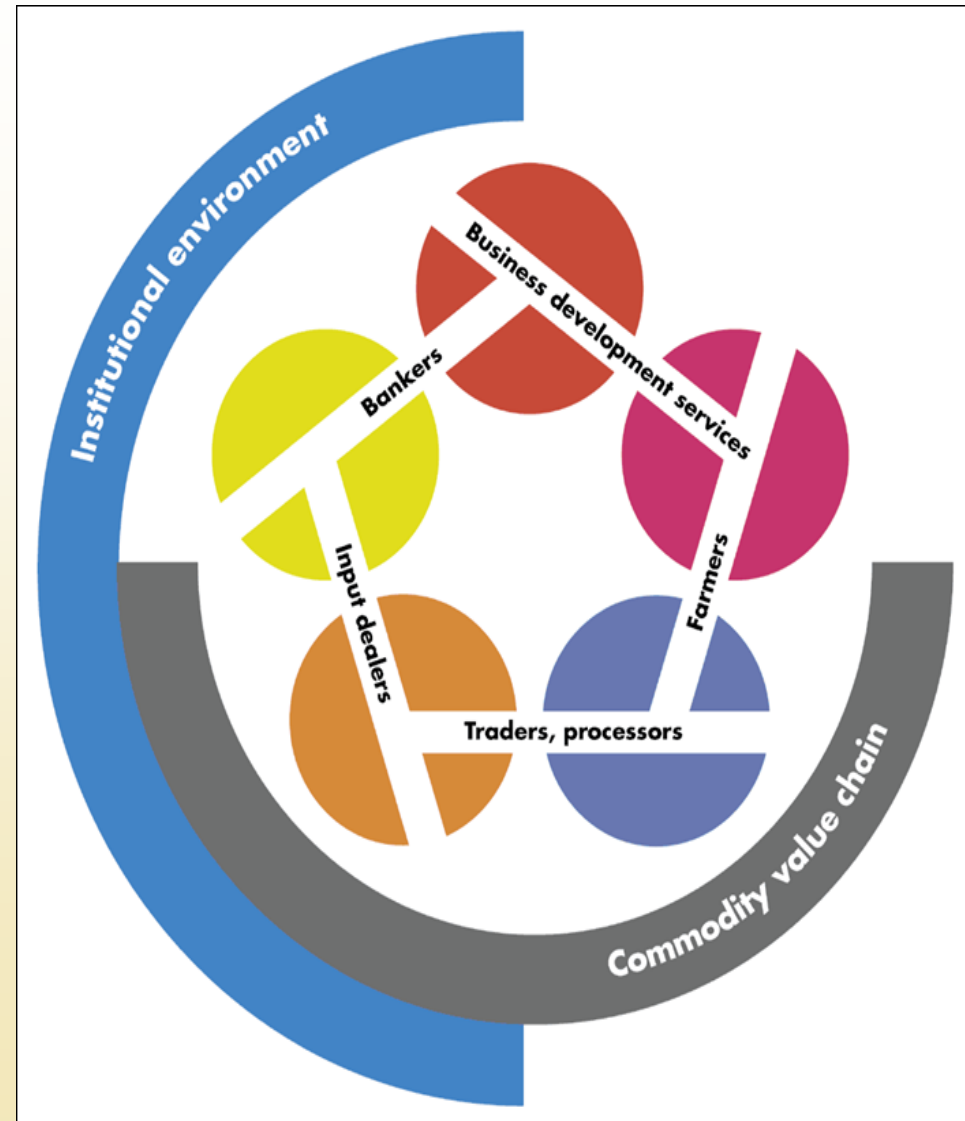 Institutional environment
Business development services
Bankers
Farmers
Input dealers
Traders, processors
Commodity value chain